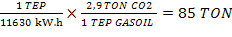 1 TEP / 11630 kW.h × 2,9 TON CO2 / 1 TEP GASOIL = 85 TON